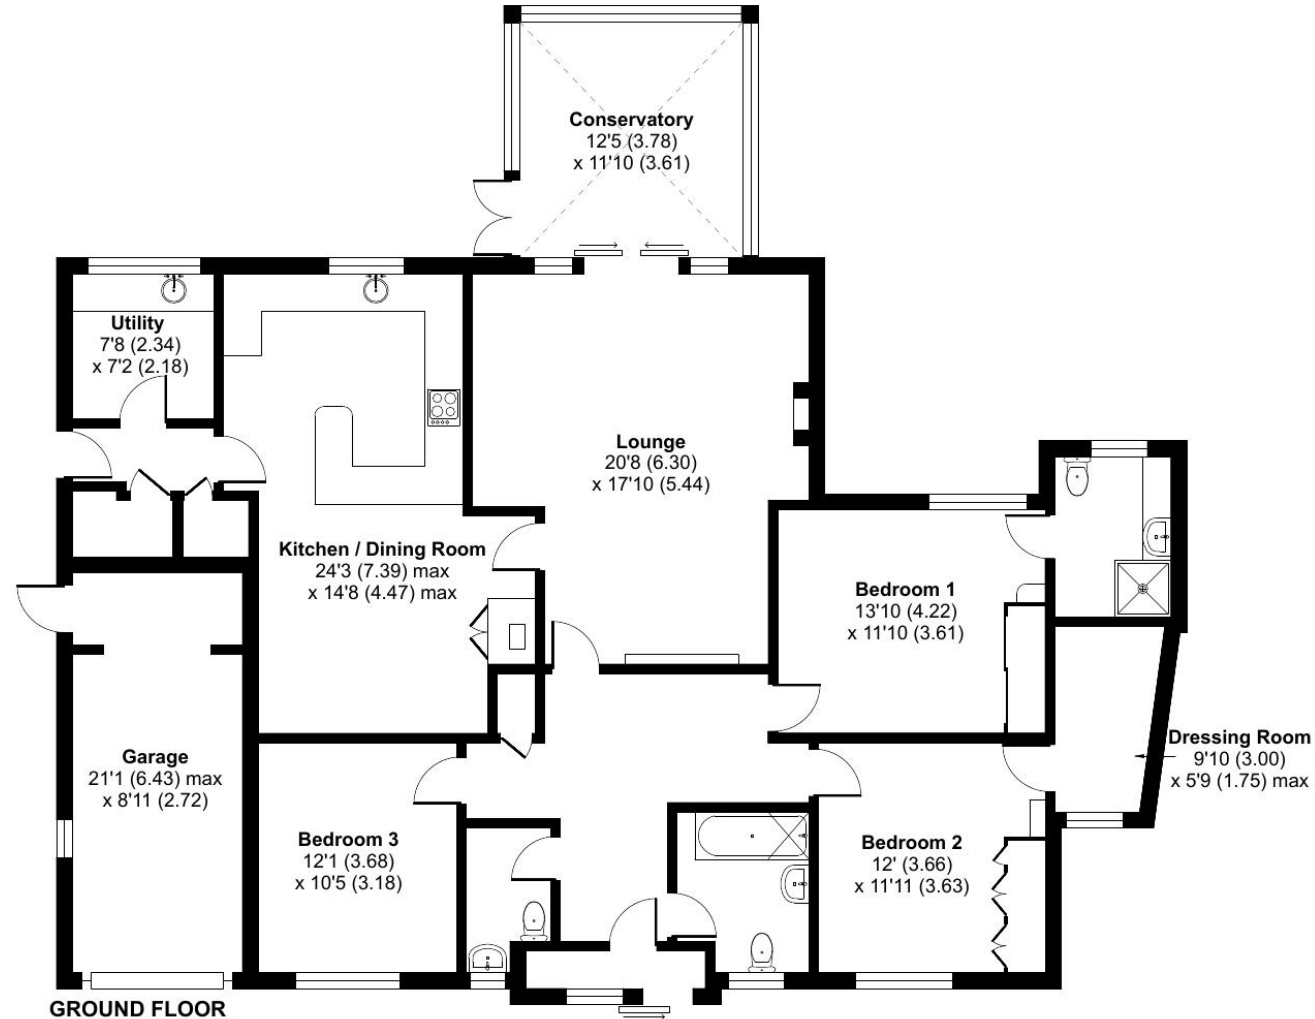 Conservatory
12'5 (3.78)
x 11'10 (3.61)
Utility
7'8 (2.34)
x 7'2 (2.18)
Lounge
20'8 (6.30)
x 17'10 (5.44)
Kitchen / Dining Room
24'3 (7.39) max
x 14'8 (4.47) max
Bedroom 1
13'10 (4.22)
x 11'10 (3.61)
Garage
21'1 (6.43) max
x 8'11 (2.72)
Dressing Room
9'10 (3.00)
x 5'9 (1.75) max
Bedroom 3
12'1 (3.68)
x 10'5 (3.18)
Bedroom 2
12' (3.66)
x 11'11 (3.63)
GROUND FLOOR